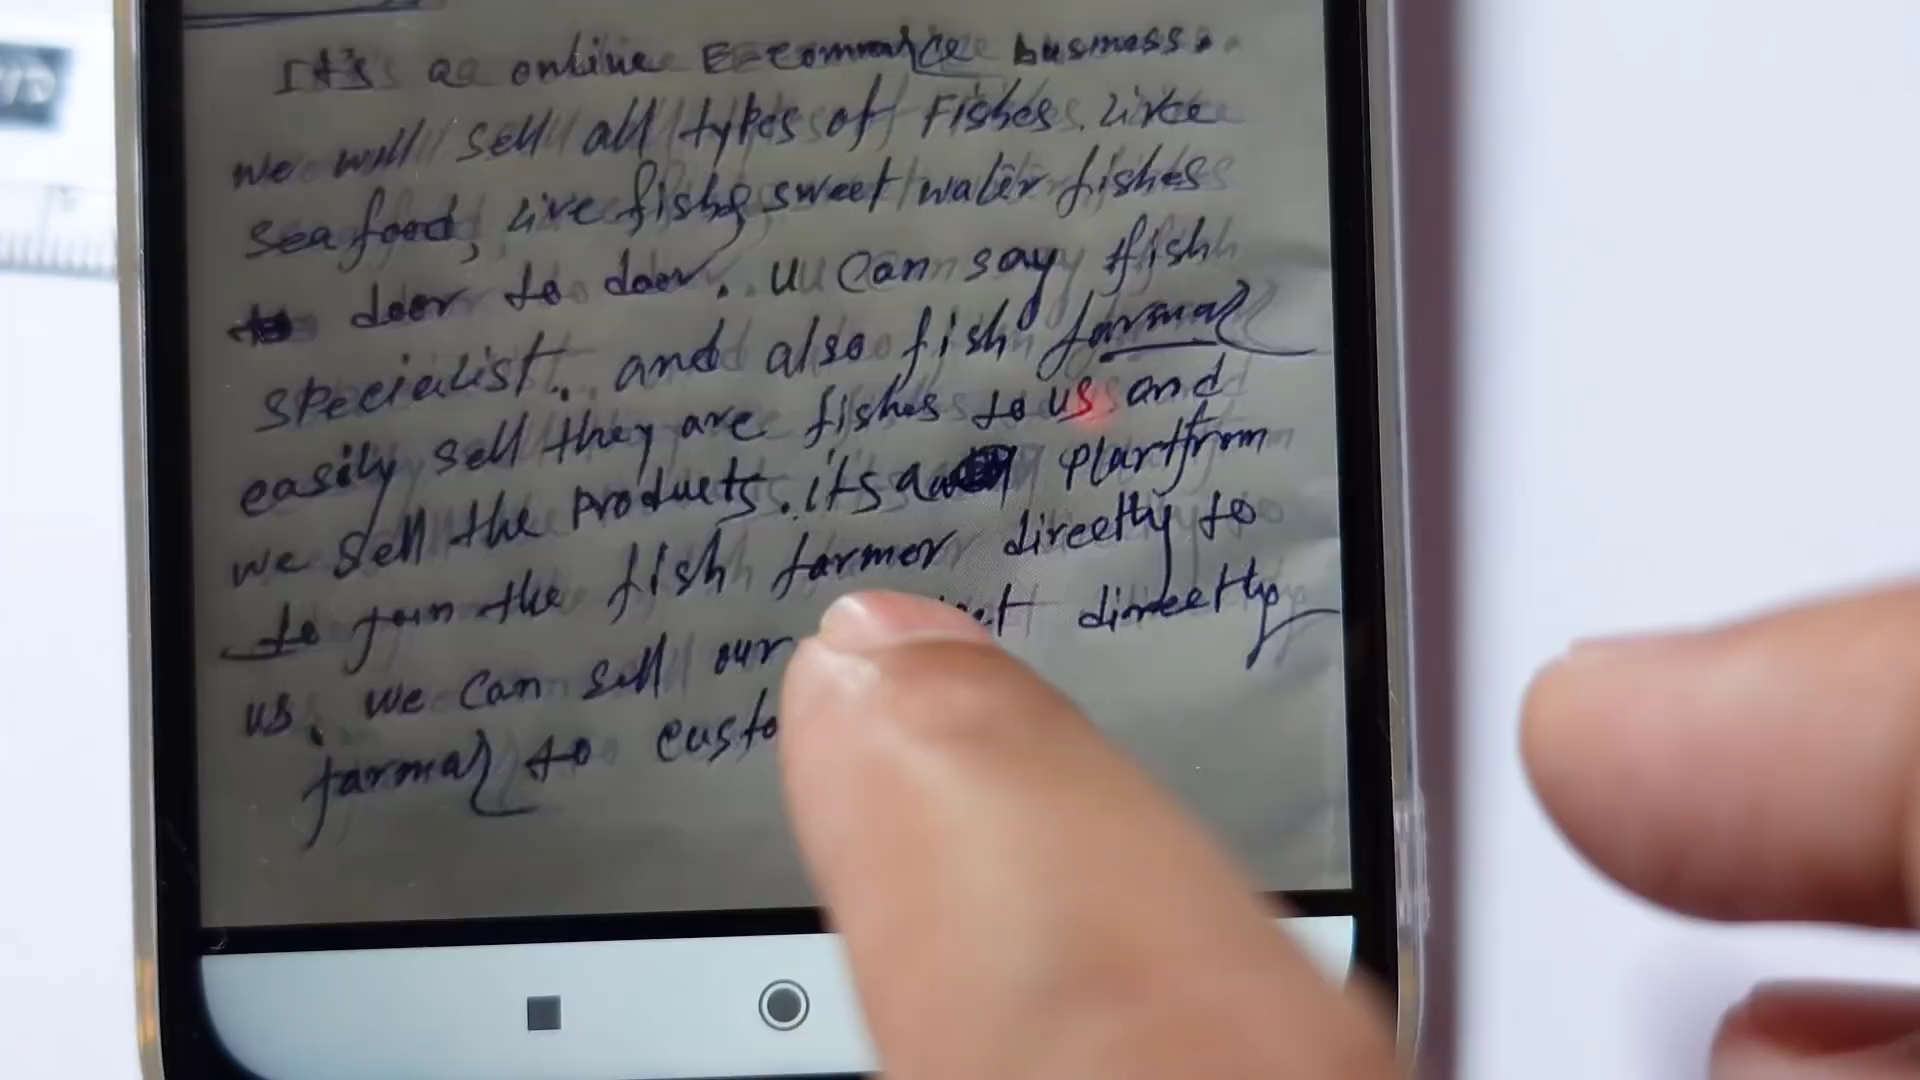 It's a online E-commarce business.
we will sell all types of Fishes. Like
sea food, Live fishs, sweet water fishes
to door to door. U can say fish
specialist. and also fish farmar
easily sell they are fishes to us and
we sell the products. its a Plartfrom
to join the fish farmer directly to
us. we can sell our directly
farmar to